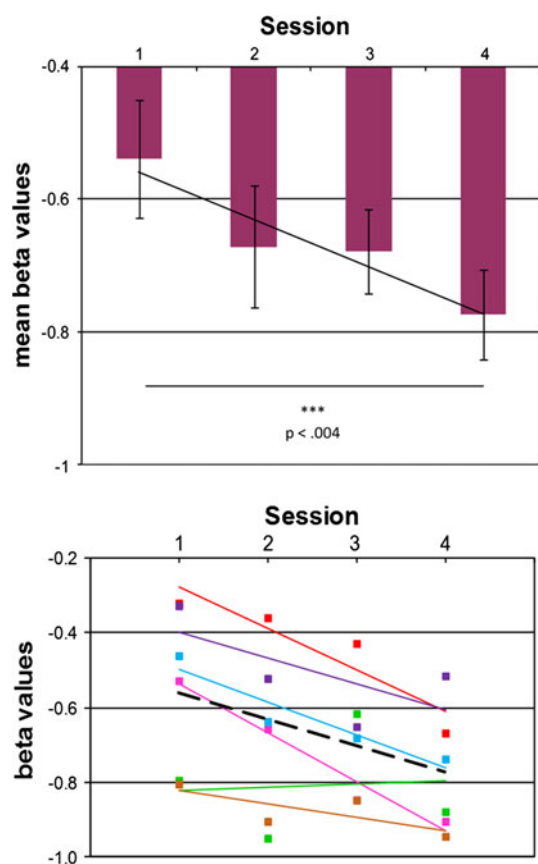 Session
1 2 3 4
-0.4
-0.6
-0.8
-1
mean beta values
***
p < .004
Session
1 2 3 4
-0.2
-0.4
-0.6
-0.8
-1.0
beta values